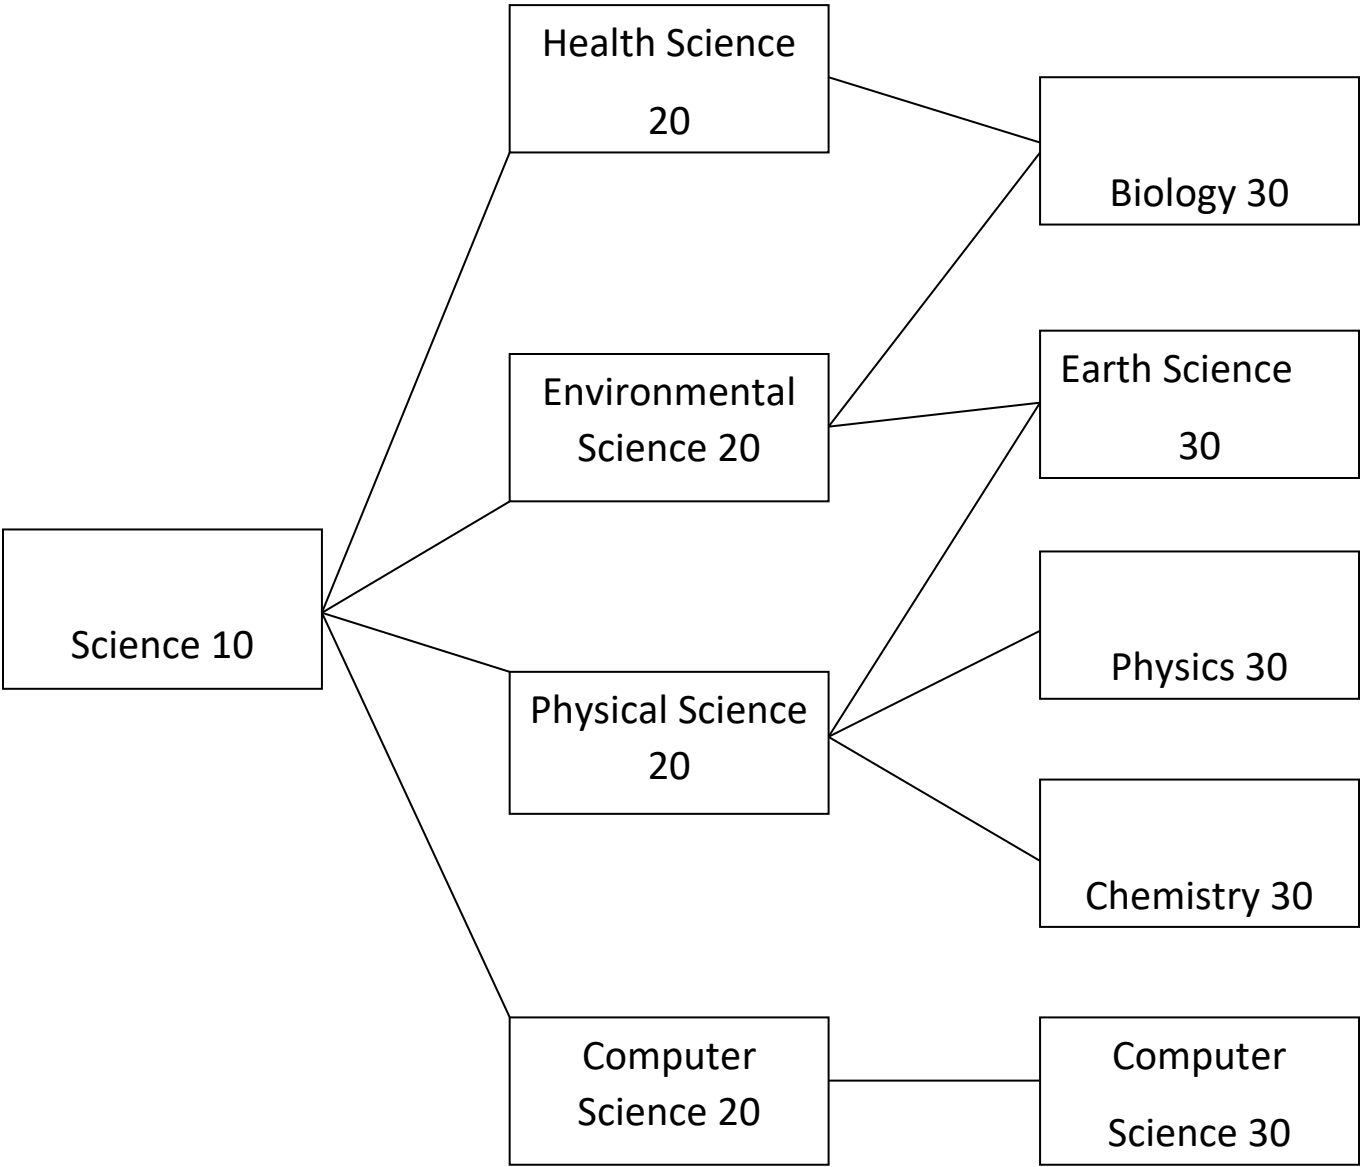 Health Science
20
Biology 30
Environmental
Science 20
Earth Science
30
Science 10
Physics 30
Physical Science
20
Chemistry 30
Computer
Science 20
Computer
Science 30